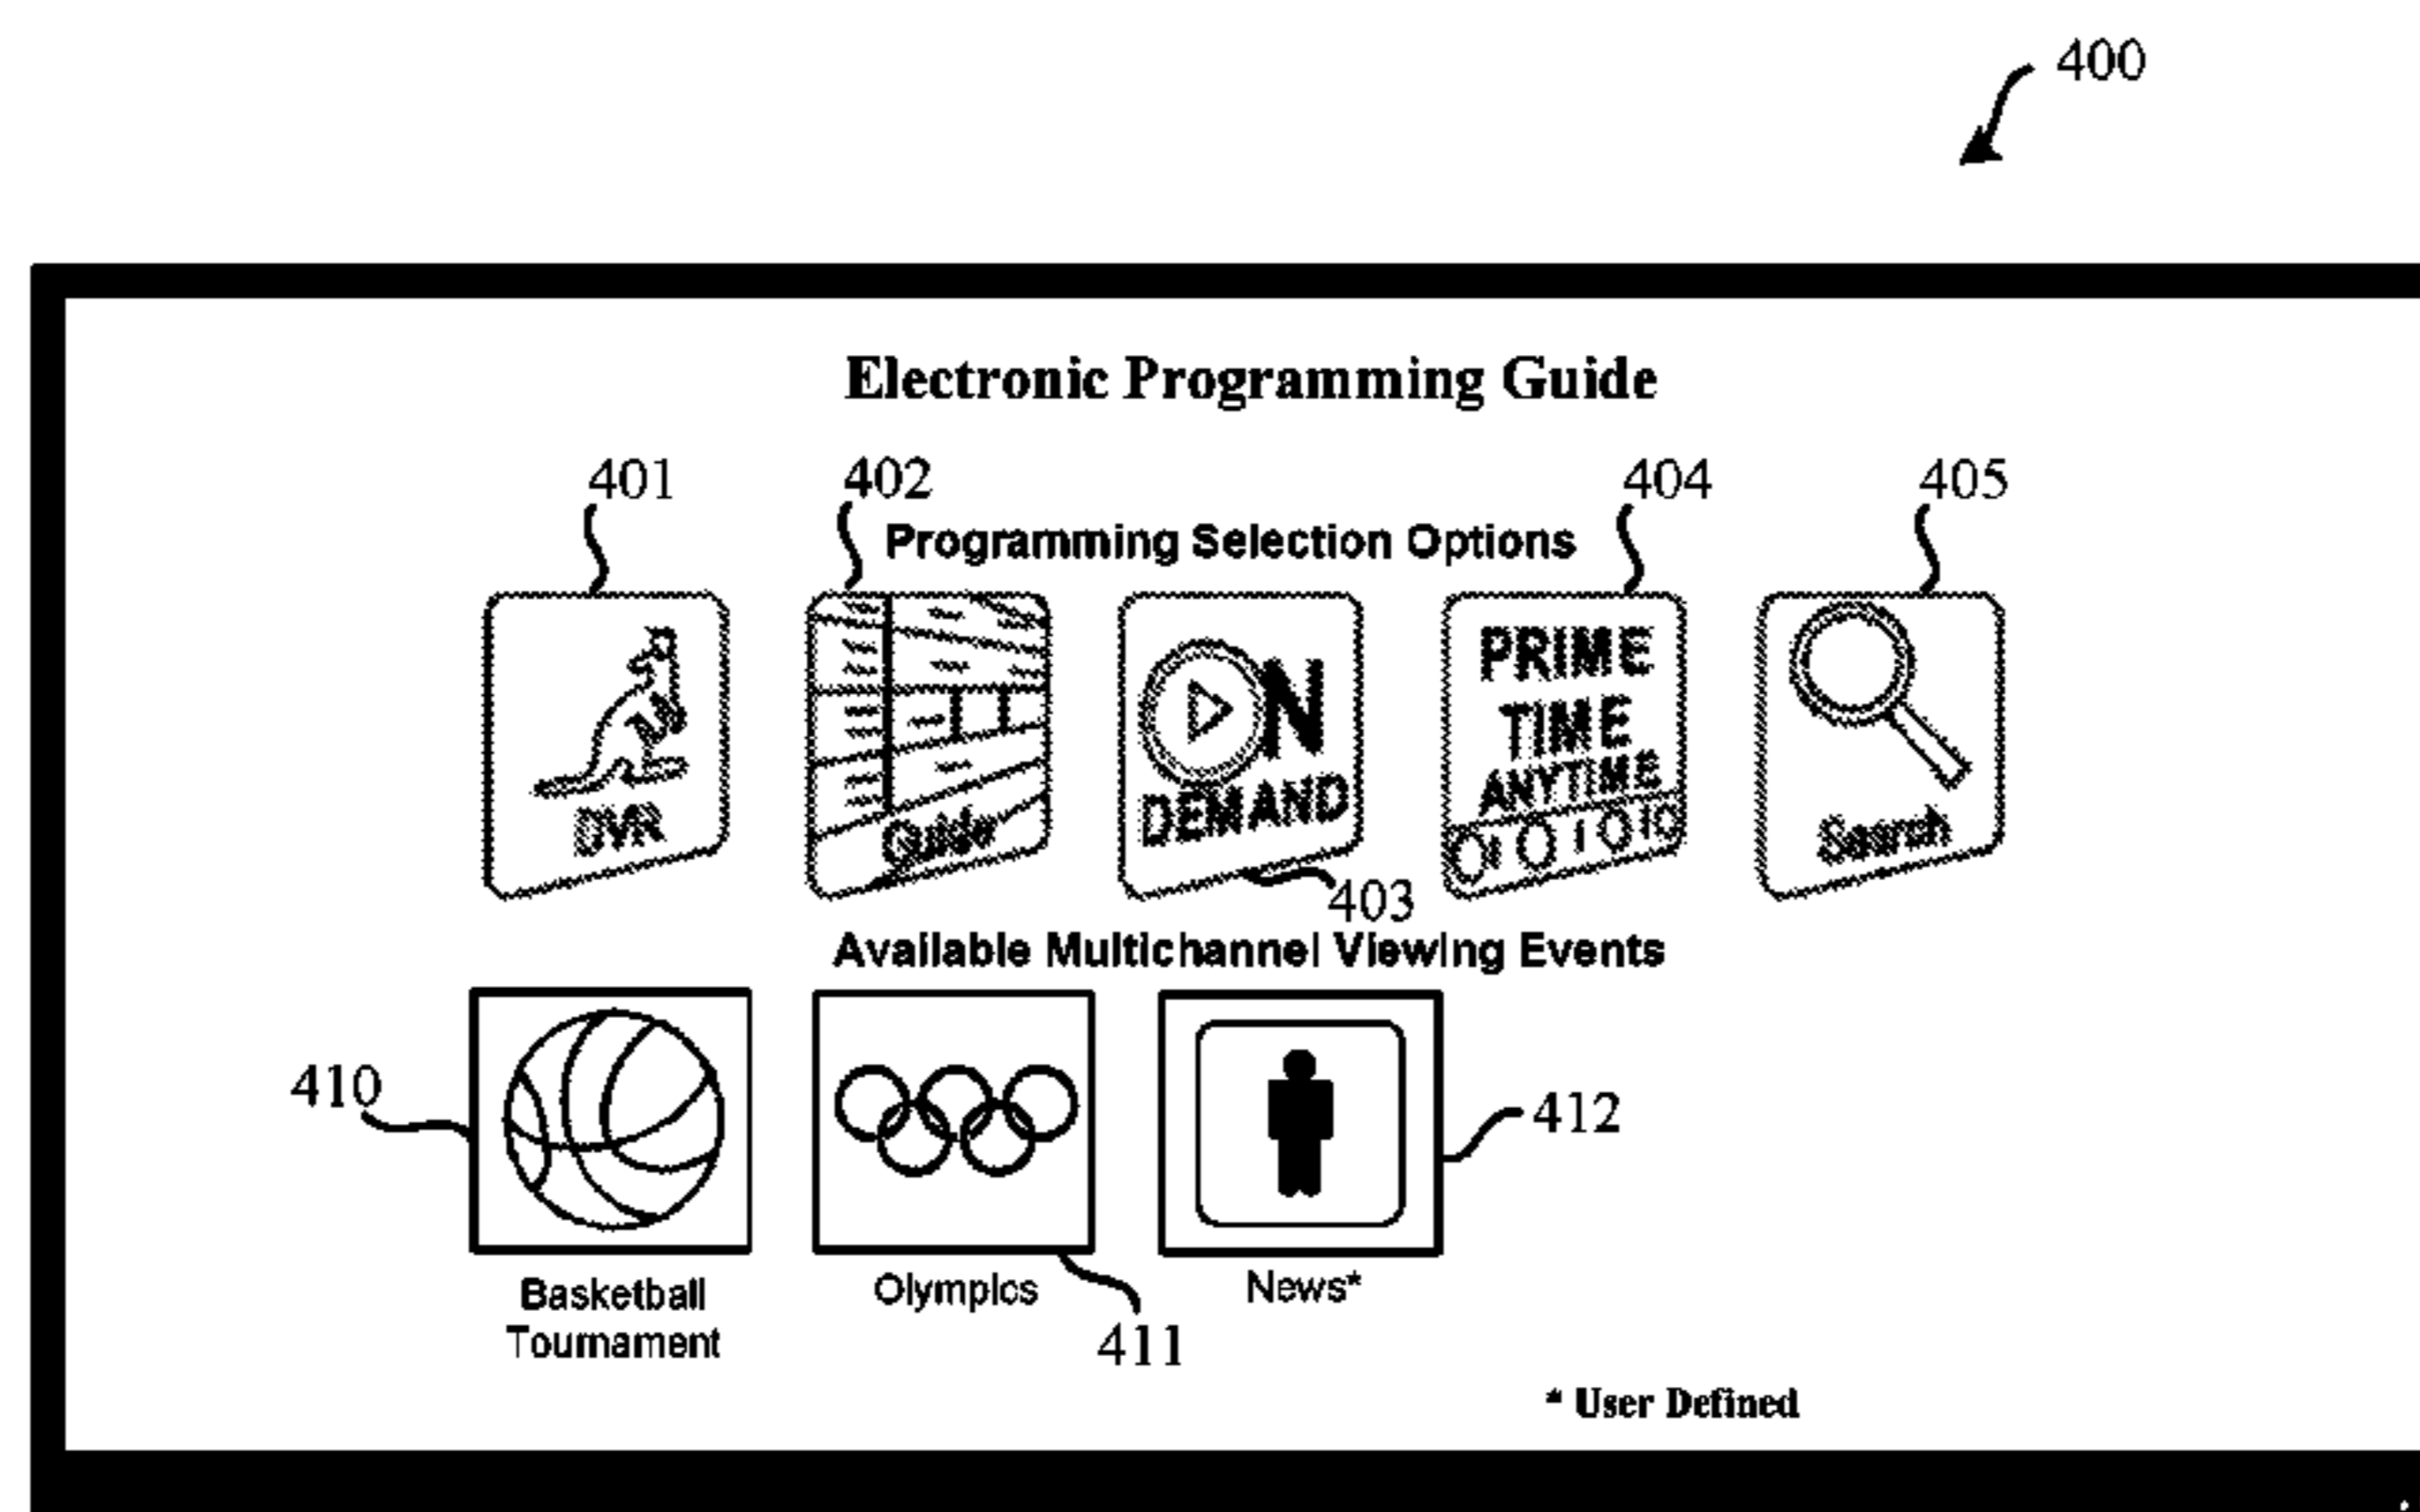 400
Electronic Programming Guide
401 402 404 405
Programming Selection Options
DVR
Guide
ON
DEMAND
PRIME
TIME
ANYTIME
Search
403
Available Multichannel Viewing Events
410
412
Basketball
Tournament
Olympics
News*
411
* User Defined